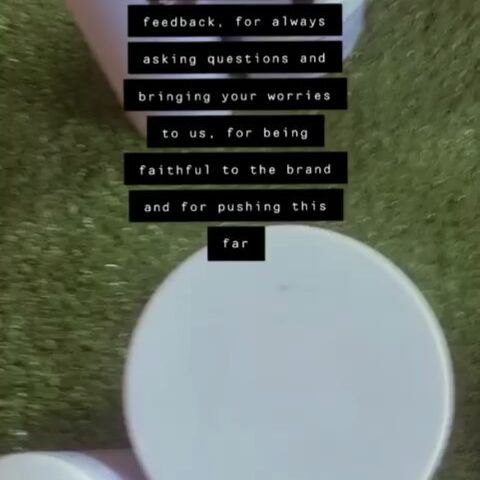 feedback, for always
asking questions and
bringing your worries
to us, for being
faithful to the brand
and for pushing this
far